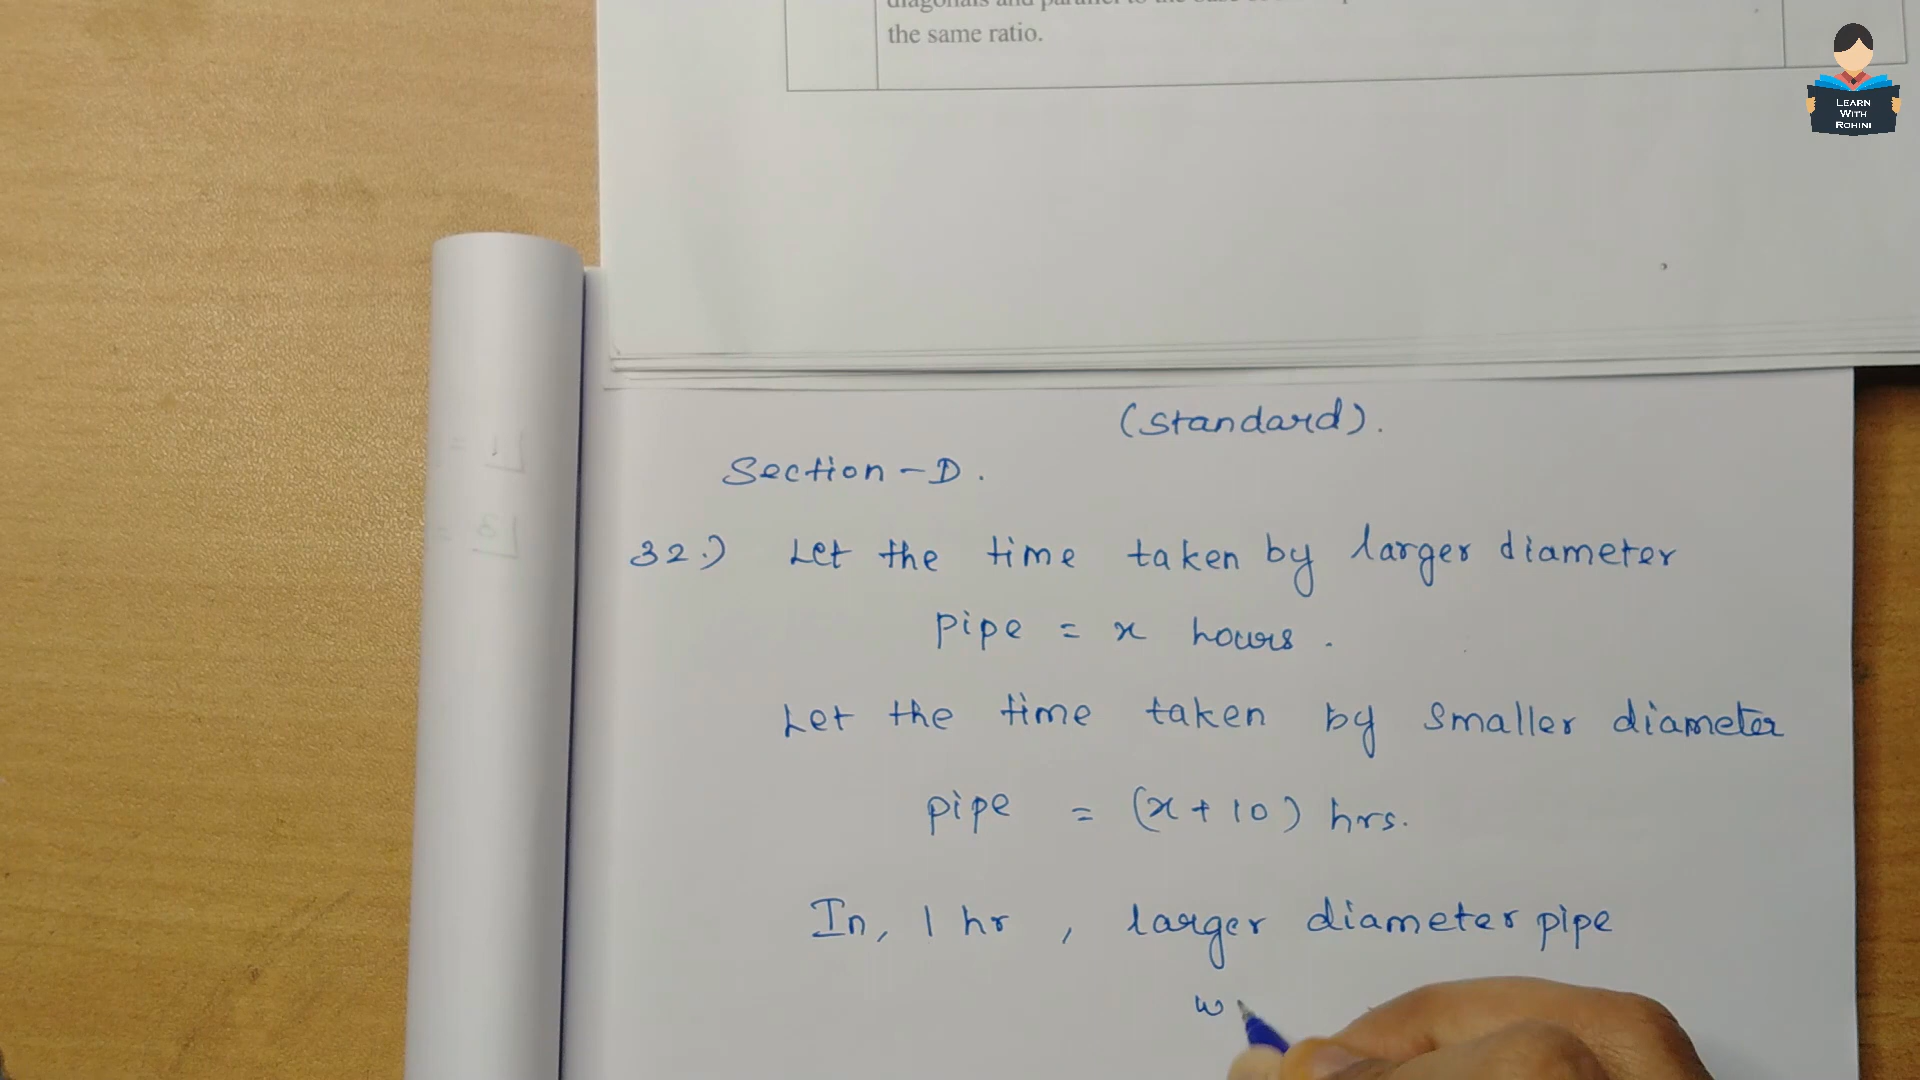 the same ratio.
LEARN
WITH
ROHINI
(Standard).
Section - D.
32.) Let the time taken by larger diameter
pipe = x hours.
Let the time taken by smaller diameter
pipe = (x + 10) hrs.
In, 1 hr, larger diameter pipe
w